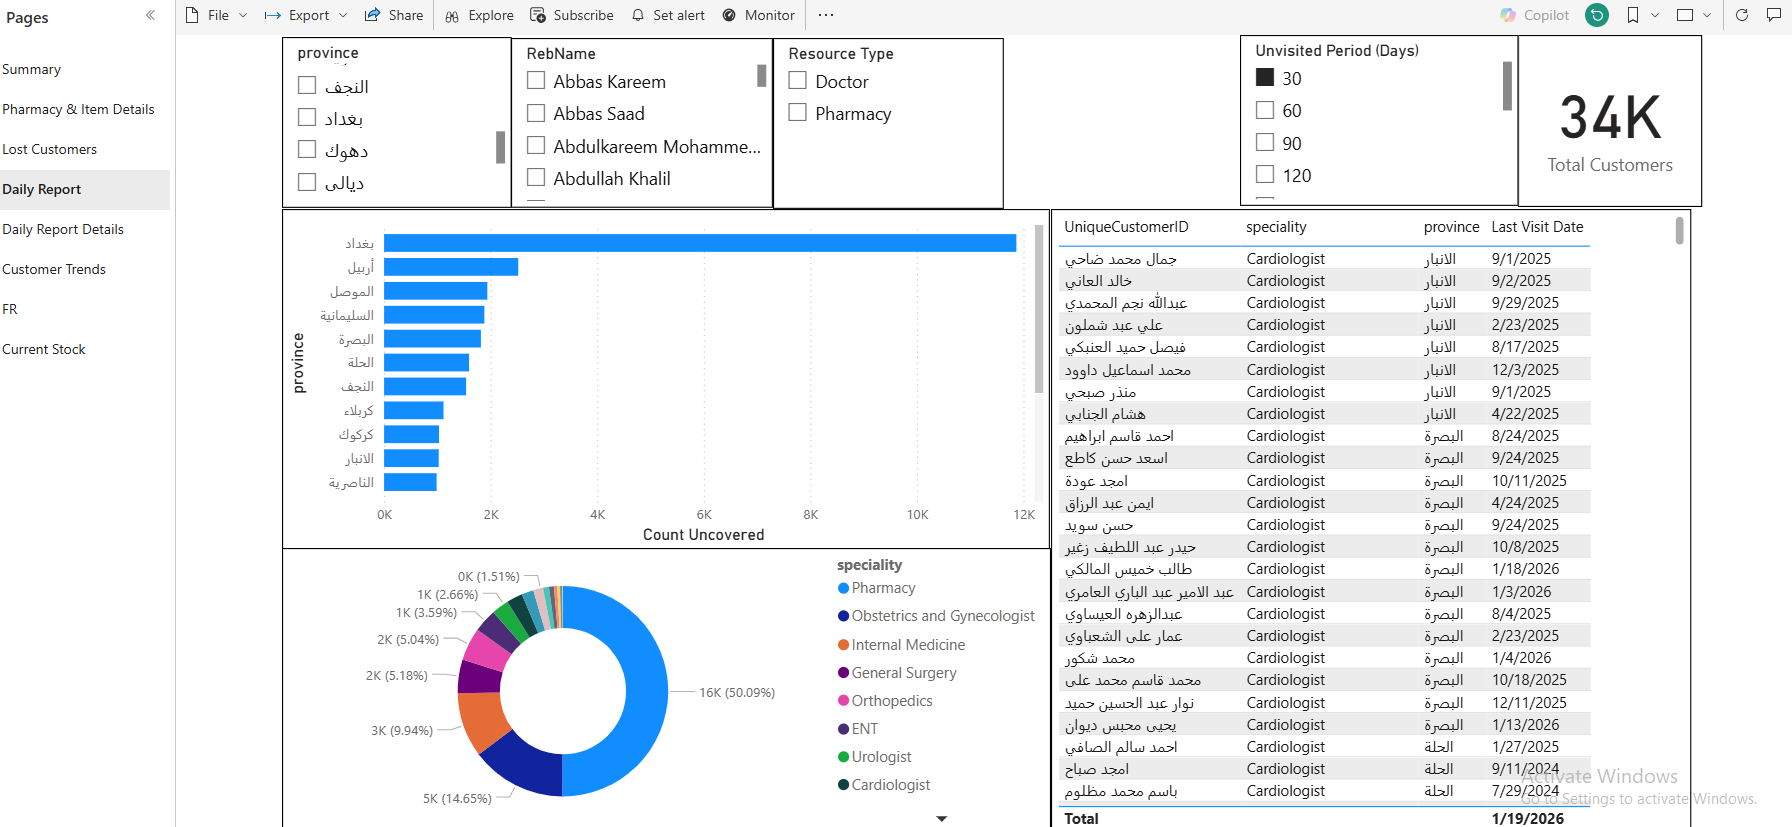 Pages
Summary
Pharmacy & Item Details
Lost Customers
Daily Report
Daily Report Details
Customer Trends
FR
Current Stock
File Export Share Explore Subscribe Set alert Monitor Copilot
province
النجف
بغداد
دهوك
ديالى
RebName
Abbas Kareem
Abbas Saad
Abdulkareem Mohamme...
Abdullah Khalil
Resource Type
Doctor
Pharmacy
Unvisited Period (Days)
30
60
90
120
34K
Total Customers
province
بغداد
أربيل
الموصل
السليمانية
البصرة
الحلة
النجف
كربلاء
كركوك
الانبار
الناصرية
0K 2K 4K 6K 8K 10K 12K
Count Uncovered
0K (1.51%)
1K (2.66%)
1K (3.59%)
2K (5.04%)
2K (5.18%)
3K (9.94%)
5K (14.65%)
16K (50.09%)
speciality
Pharmacy
Obstetrics and Gynecologist
Internal Medicine
General Surgery
Orthopedics
ENT
Urologist
Cardiologist
UniqueCustomerID speciality province Last Visit Date
جمال محمد ضاحي Cardiologist الانبار 9/1/2025
خالد العاني Cardiologist الانبار 9/2/2025
عبدالله نجم المحمدي Cardiologist الانبار 9/29/2025
علي عبد شملون Cardiologist الانبار 2/23/2025
فيصل حميد العنبكي Cardiologist الانبار 8/17/2025
محمد اسماعيل داوود Cardiologist الانبار 12/3/2025
منذر صبحي Cardiologist الانبار 9/1/2025
هشام الجنابي Cardiologist الانبار 4/22/2025
احمد قاسم ابراهيم Cardiologist البصرة 8/24/2025
اسعد حسن كاطع Cardiologist البصرة 9/24/2025
امجد عودة Cardiologist البصرة 10/11/2025
ايمن عبد الرزاق Cardiologist البصرة 4/24/2025
حسن سويد Cardiologist البصرة 9/24/2025
حيدر عبد اللطيف زغير Cardiologist البصرة 10/8/2025
طالب خميس المالكي Cardiologist البصرة 1/18/2026
عبد الامير عبد الباري العامري Cardiologist البصرة 1/3/2026
عبدالزهره العيساوي Cardiologist البصرة 8/4/2025
عمار على الشعباوي Cardiologist البصرة 2/23/2025
محمد شكور Cardiologist البصرة 1/4/2026
محمد قاسم محمد على Cardiologist البصرة 10/18/2025
نوار عبد الحسين حميد Cardiologist البصرة 12/11/2025
يحيى محبس ديوان Cardiologist البصرة 1/13/2026
احمد سالم الصافي Cardiologist الحلة 1/27/2025
امجد صباح Cardiologist الحلة 9/11/2024
باسم محمد مظلوم Cardiologist الحلة 7/29/2024
Total 1/19/2026
Activate Windows
Go to Settings to activate Windows.